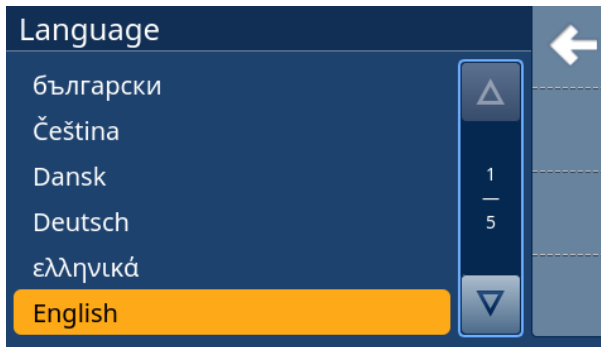 Language
български
Čeština
Dansk
Deutsch
ελληνικά
English
1
5